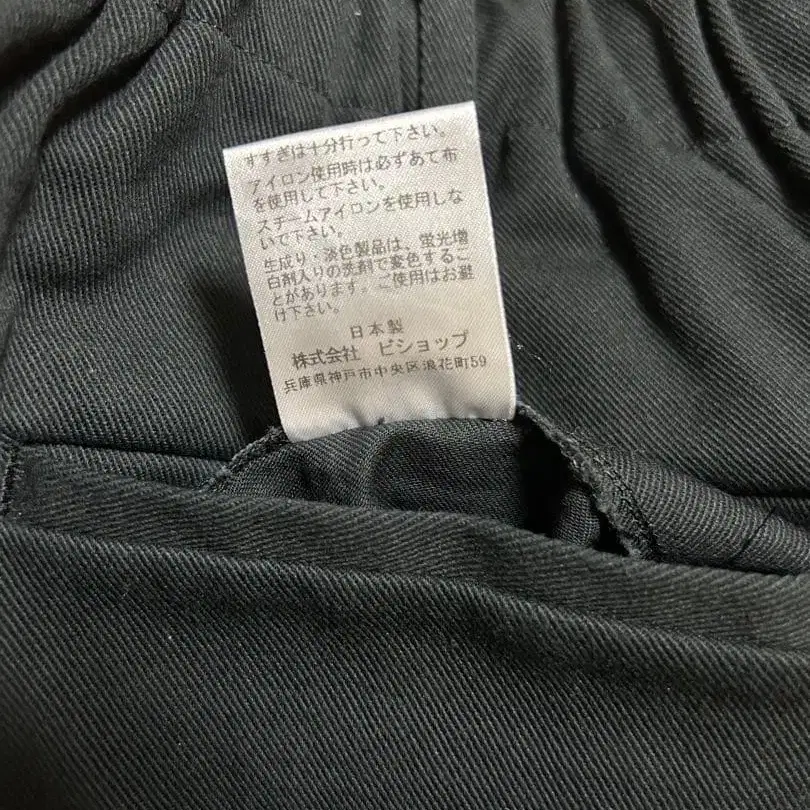 すすぎは十分行って下さい。
アイロン使用時は必ずあて布
を使用して下さい。
スチームアイロンを使用しな
いで下さい。
生成り・淡色製品は、蛍光増
白剤入りの洗剤で変色するこ
とがあります。ご使用はお避
け下さい。
日本製
株式会社 ビショップ
兵庫県神戸市中央区浪花町59